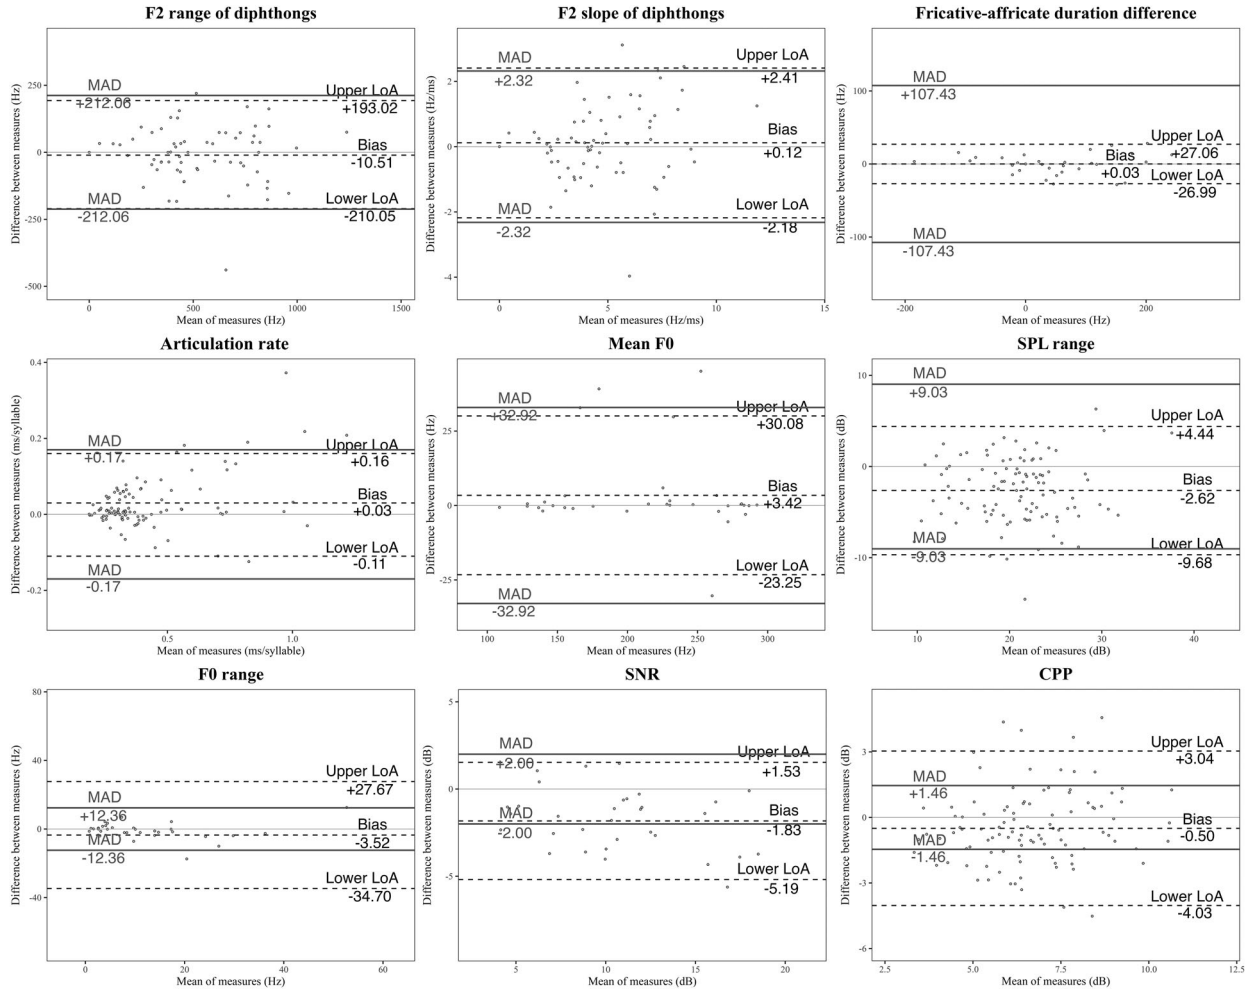 F2 range of diphthongs
Difference between measures (Hz)
250
0
-250
-500
MAD
+212.06
Upper LoA
+193.02
Bias
-10.51
MAD
-212.06
Lower LoA
-210.05
0
500
1000
1500
Mean of measures (Hz)
F2 slope of diphthongs
Difference between measures (Hz/ms)
2
0
-2
-4
MAD
+2.32
Upper LoA
+2.41
Bias
+0.12
MAD
-2.32
Lower LoA
-2.18
0
5
10
15
Mean of measures (Hz/ms)
Fricative-affricate duration difference
Difference between measures (Hz)
100
0
-100
MAD
+107.43
Upper LoA
+27.06
Bias
+0.03
Lower LoA
-26.99
MAD
-107.43
-200
0
200
Mean of measures (Hz)
Articulation rate
Difference between measures (ms/syllable)
0.4
0.2
0.0
-0.2
MAD
+0.17
Upper LoA
+0.16
Bias
+0.03
Lower LoA
-0.11
MAD
-0.17
0.5
1.0
Mean of measures (ms/syllable)
Mean F0
Difference between measures (Hz)
25
0
-25
MAD
+32.92
Upper LoA
+30.08
Bias
+3.42
Lower LoA
-23.25
MAD
-32.92
100
150
200
250
300
Mean of measures (Hz)
SPL range
Difference between measures (dB)
10
0
-10
MAD
+9.03
Upper LoA
+4.44
Bias
-2.62
MAD
-9.03
Lower LoA
-9.68
10
20
30
40
Mean of measures (dB)
F0 range
Difference between measures (Hz)
80
40
0
-40
Upper LoA
+27.67
MAD
+12.36
Bias
-3.52
MAD
-12.36
Lower LoA
-34.70
0
20
40
60
Mean of measures (Hz)
SNR
Difference between measures (dB)
5
0
-5
MAD
+2.00
Upper LoA
+1.53
MAD
-2.00
Bias
-1.83
Lower LoA
-5.19
5
10
15
20
Mean of measures (dB)
CPP
Difference between measures (dB)
3
0
-3
-6
Upper LoA
+3.04
MAD
+1.46
Bias
-0.50
MAD
-1.46
Lower LoA
-4.03
2.5
5.0
7.5
10.0
12.5
Mean of measures (dB)